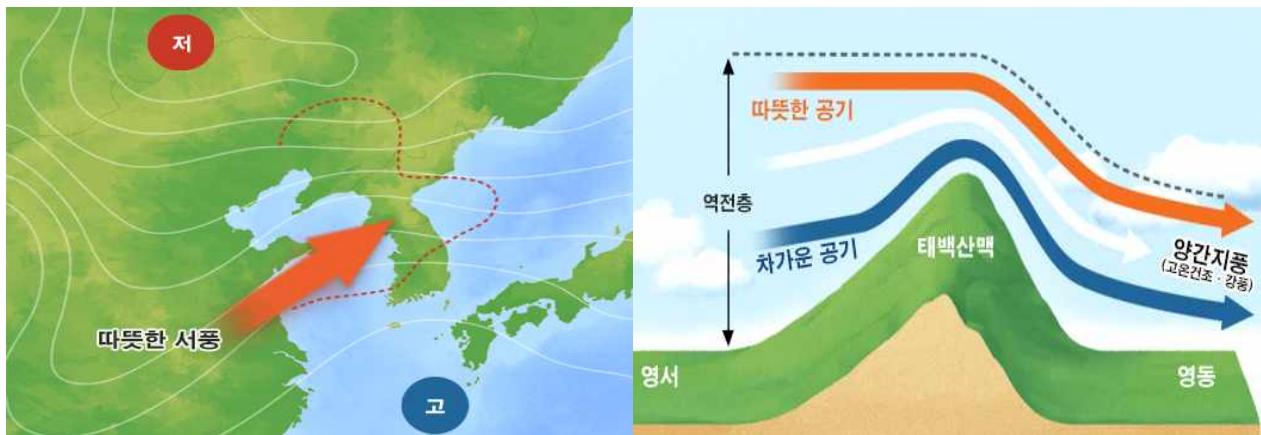 저
따뜻한 서풍
고
따뜻한 공기
역전층
차가운 공기
태백산맥
양간지풍
(고온건조 · 강풍)
영서
영동